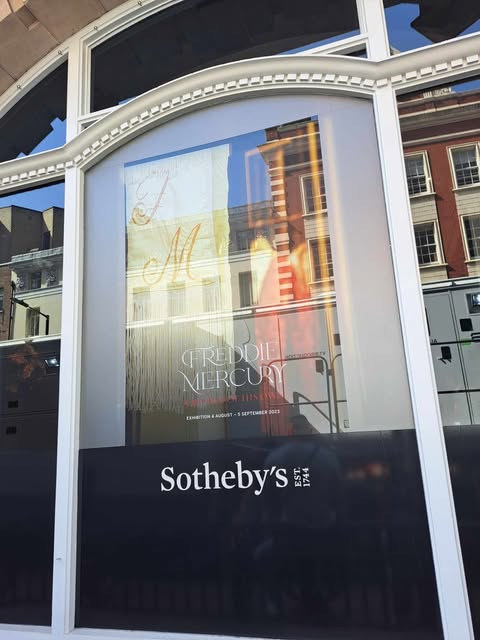 F
M
FREDDIE
MERCURY
EXHIBITION 4 AUGUST – 5 SEPTEMBER 2023
Sotheby's EST. 1744